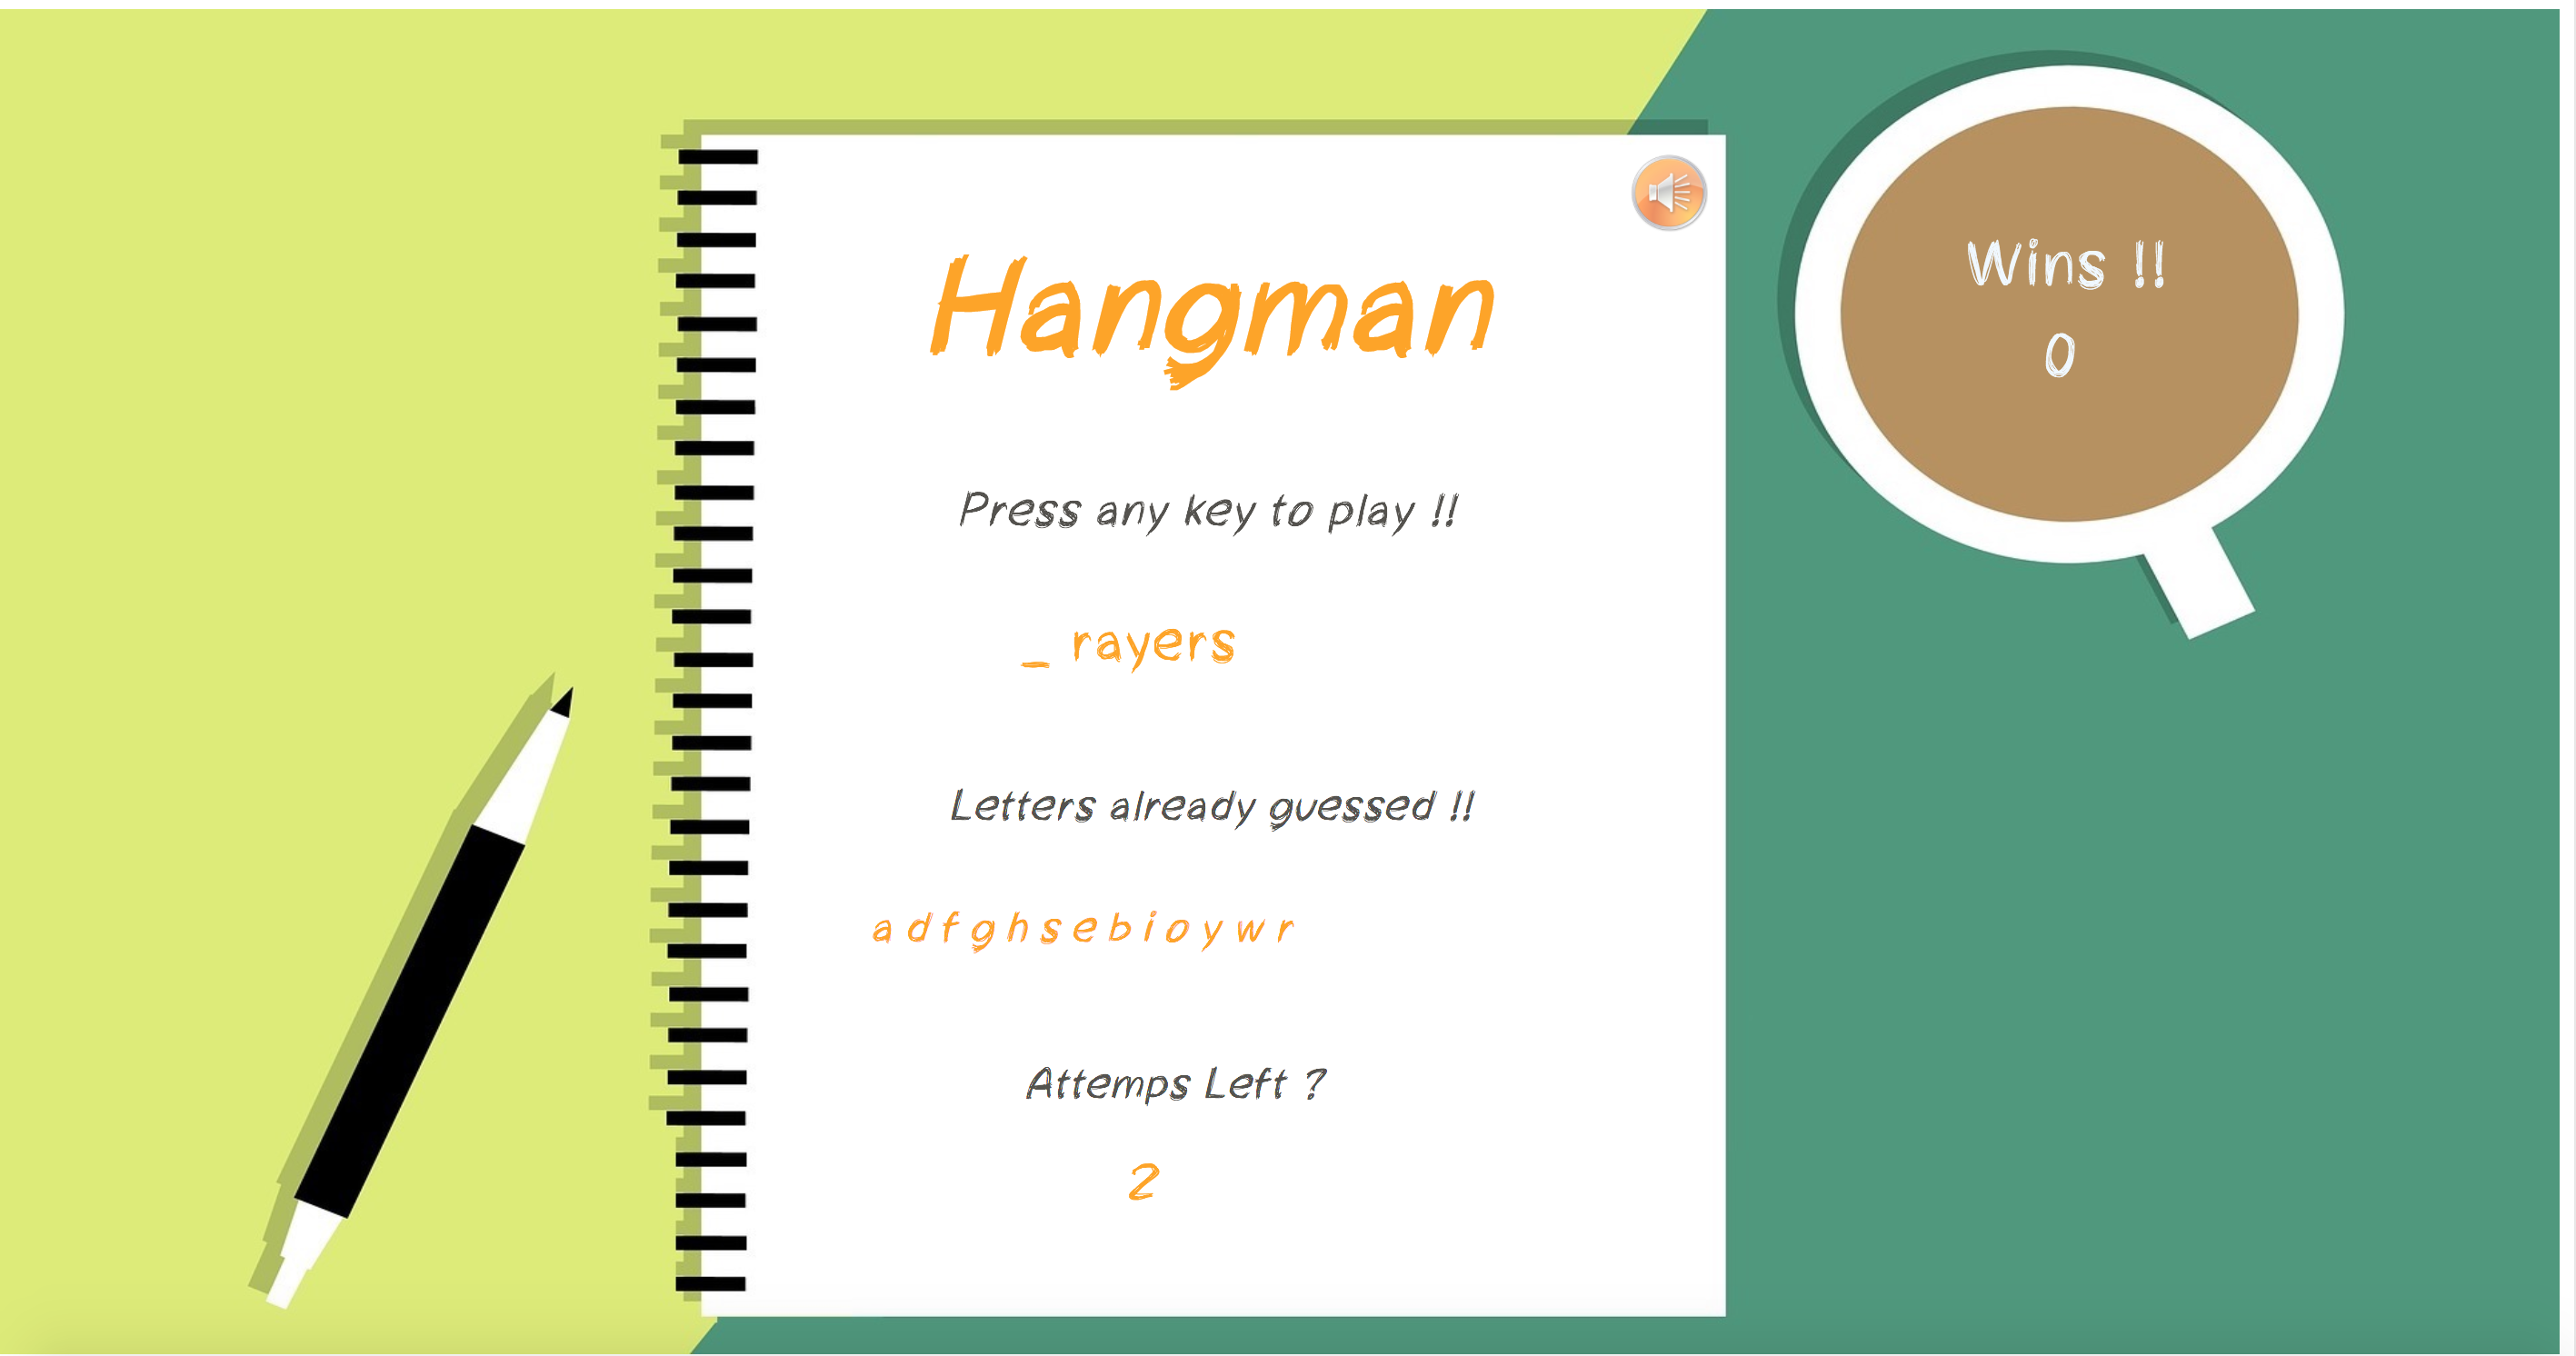 Hangman
Wins !!
0
Press any key to play !!
_ rayers
Letters already guessed !!
a d f g h s e b i o y w r
Attemps Left ?
2